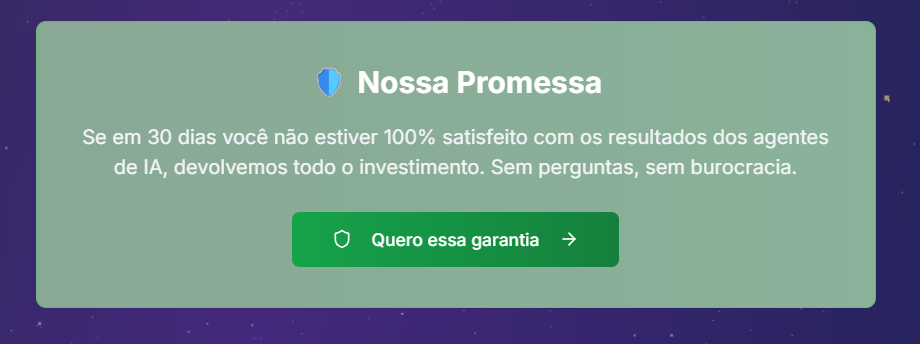 Nossa Promessa
Se em 30 dias você não estiver 100% satisfeito com os resultados dos agentes
de IA, devolvemos todo o investimento. Sem perguntas, sem burocracia.
Quero essa garantia